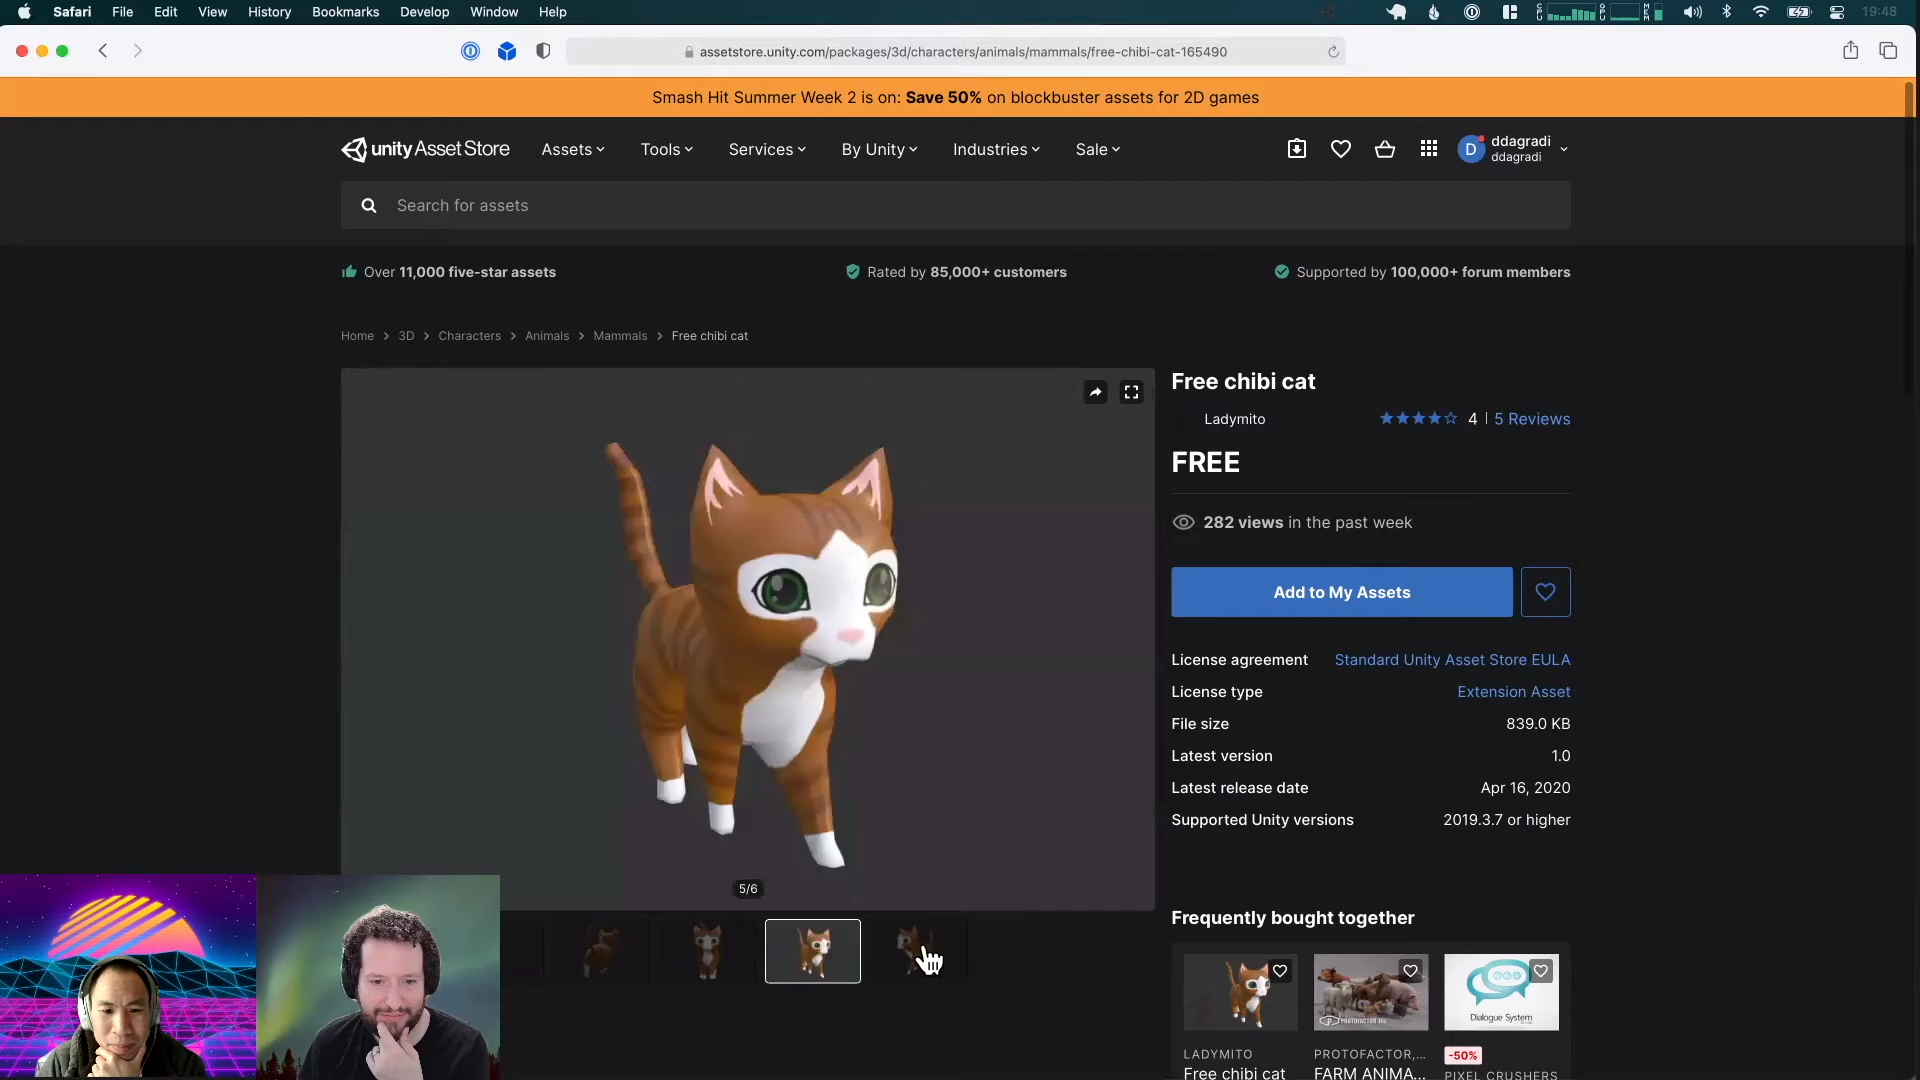 Safari File Edit View History Bookmarks Develop Window Help 19:48
assetstore.unity.com/packages/3d/characters/animals/mammals/free-chibi-cat-165490
Smash Hit Summer Week 2 is on: Save 50% on blockbuster assets for 2D games
unity Asset Store Assets Tools Services By Unity Industries Sale D ddagradi
ddagradi
Search for assets
Over 11,000 five-star assets Rated by 85,000+ customers Supported by 100,000+ forum members
Home > 3D > Characters > Animals > Mammals > Free chibi cat
Free chibi cat
Ladymito 4 | 5 Reviews
FREE
282 views in the past week
Add to My Assets
License agreement Standard Unity Asset Store EULA
License type Extension Asset
File size 839.0 KB
Latest version 1.0
Latest release date Apr 16, 2020
Supported Unity versions 2019.3.7 or higher
5/6
Frequently bought together
PROTOFACTOR INC
Dialogue System
LADYMITO PROTOFACTOR,... -50%
Free chibi cat FARM ANIMA... PIXEL CRUSHERS